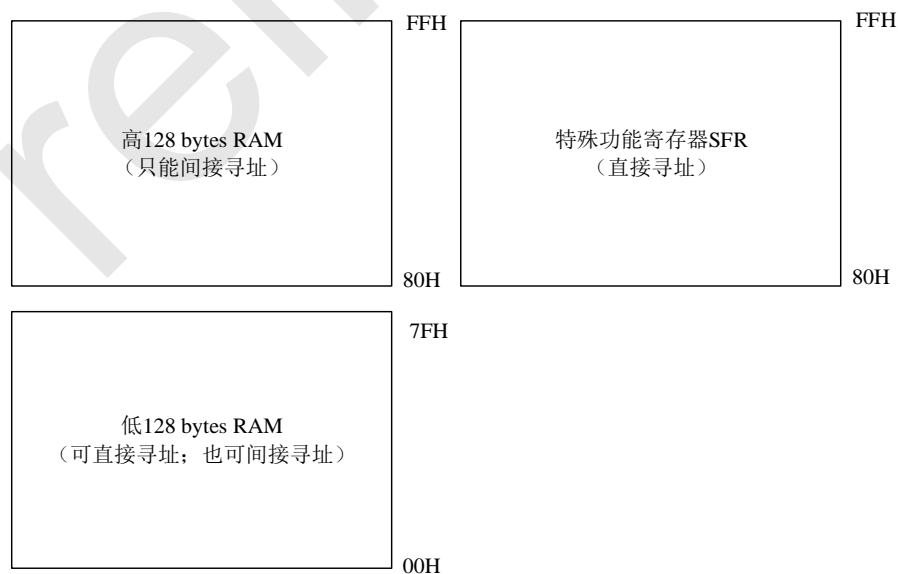 FFH
高128 bytes RAM
（只能间接寻址）
80H
FFH
特殊功能寄存器SFR
（直接寻址）
80H
7FH
低128 bytes RAM
（可直接寻址；也可间接寻址）
00H